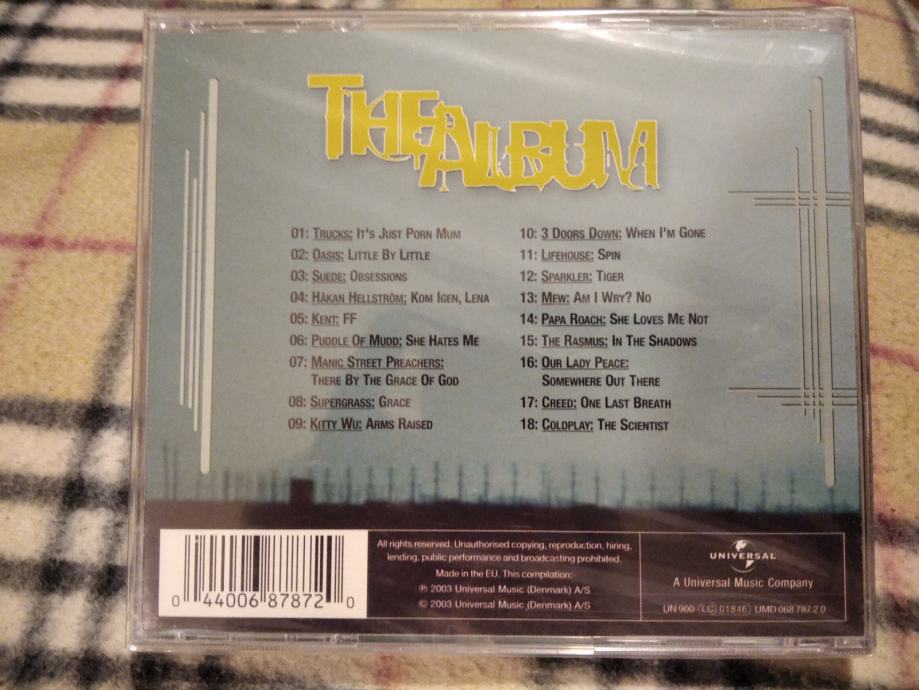 THE ALBUM
01: TRUCKS: IT'S JUST PORN MUM
02: OASIS: LITTLE BY LITTLE
03: SUEDE: OBSESSIONS
04: HÅKAN HELLSTRÖM: KOM IGEN, LENA
05: KENT: FF
06: PUDDLE OF MUDD: SHE HATES ME
07: MANIC STREET PREACHERS:
THERE BY THE GRACE OF GOD
08: SUPERGRASS: GRACE
09: KITTY WU: ARMS RAISED
10: 3 DOORS DOWN: WHEN I'M GONE
11: LIFEHOUSE: SPIN
12: SPARKLER: TIGER
13: MEW: AM I WRY? NO
14: PAPA ROACH: SHE LOVES ME NOT
15: THE RASMUS: IN THE SHADOWS
16: OUR LADY PEACE:
SOMEWHERE OUT THERE
17: CREED: ONE LAST BREATH
18: COLDPLAY: THE SCIENTIST
0 44006 87872 0
All rights reserved. Unauthorised copying, reproduction, hiring,
lending, public performance and broadcasting prohibited.
Made in the EU. This compilation:
℗ 2003 Universal Music (Denmark) A/S
© 2003 Universal Music (Denmark) A/S
UNIVERSAL
A Universal Music Company
UN 900 LC 01846 UMD 068 787 2 0